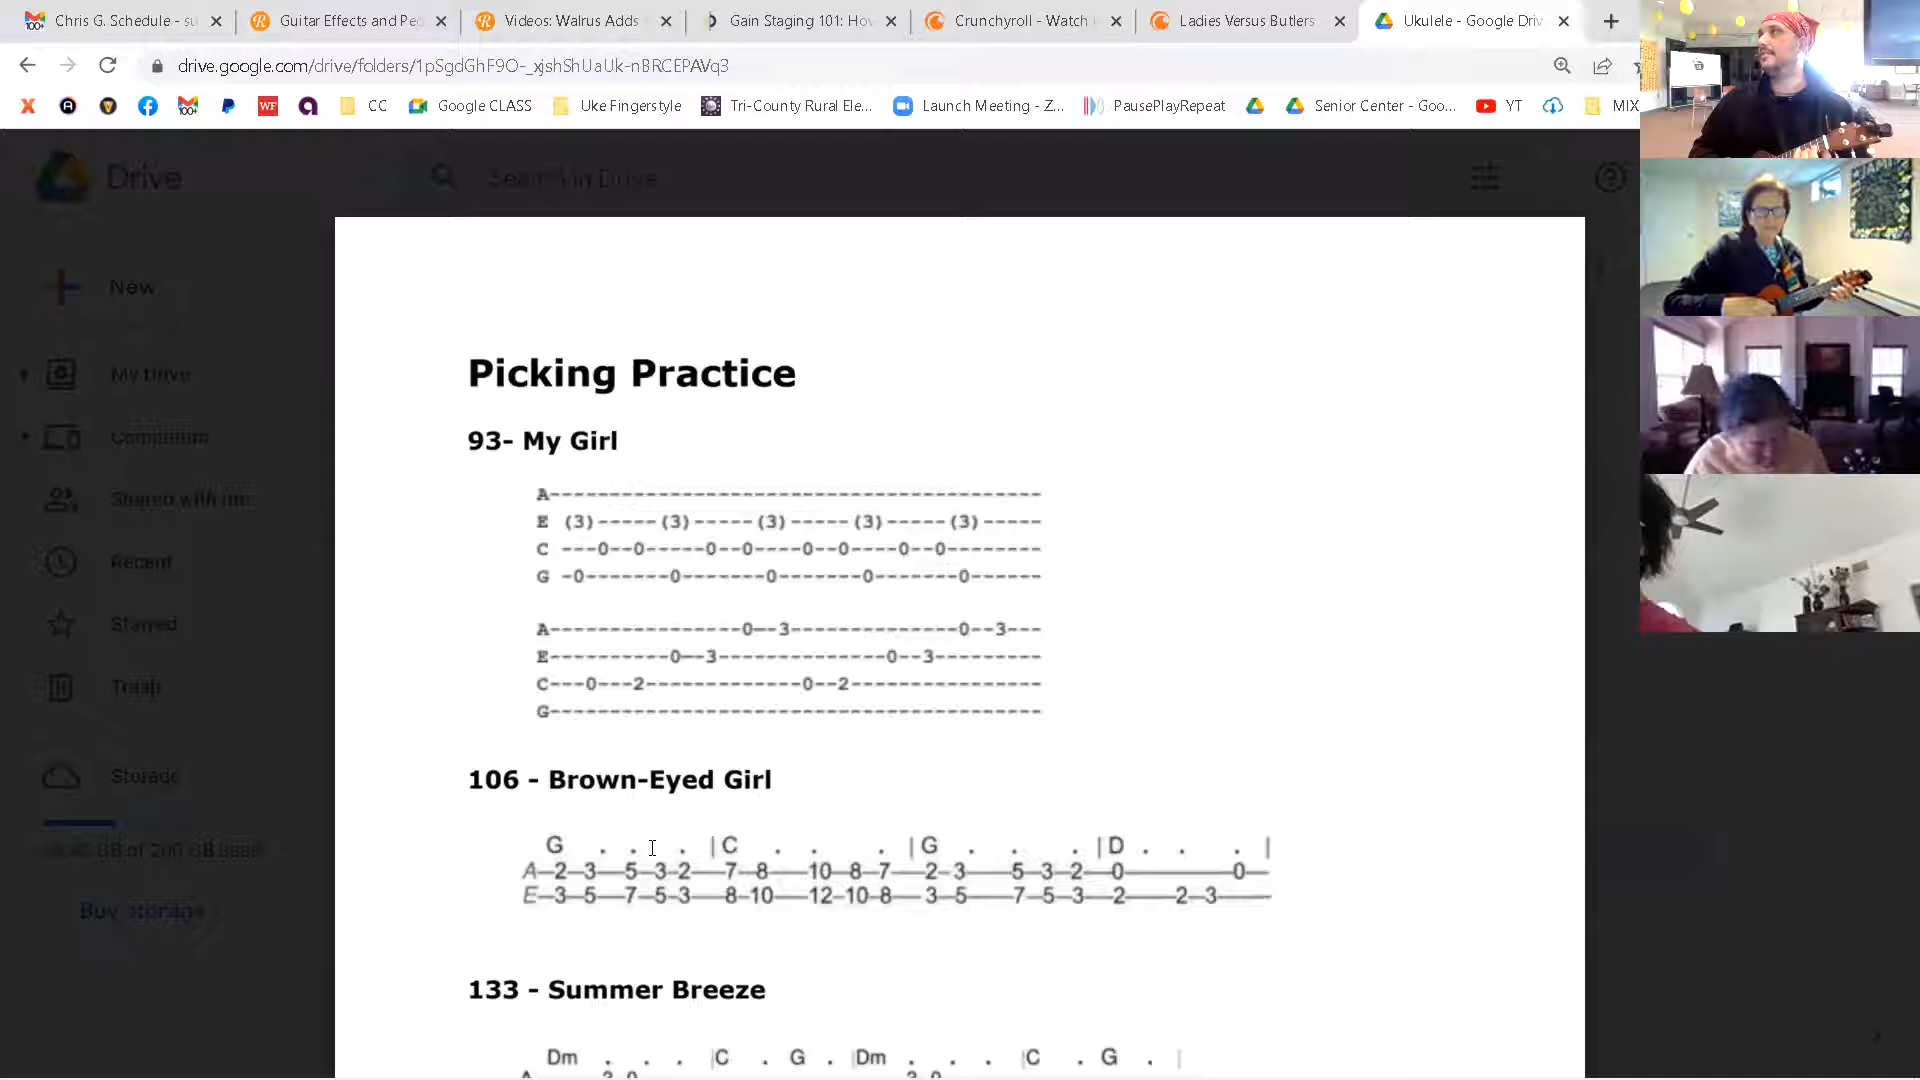 Chris G. Schedule - su
Guitar Effects and Ped
Videos: Walrus Adds
Gain Staging 101: Hov
Crunchyroll - Watch
Ladies Versus Butlers
Ukulele - Google Driv
drive.google.com/drive/folders/1pSgdGhF9O-_xjshShUaUk-nBRCEPAVq3
CC
Google CLASS
Uke Fingerstyle
Tri-County Rural Ele...
Launch Meeting - Z...
PausePlayRepeat
Senior Center - Goo...
YT
MIX
Drive
Search in Drive
New
My Drive
Computers
Shared with me
Recent
Starred
Trash
Storage
Buy storage
Picking Practice
93- My Girl
A-----------------------------------------
E (3)-----(3)-----(3)-----(3)-----(3)-----
C ---0--0-----0--0----0--0----0--0--------
G -0-------0-------0-------0-------0------
A----------------0--3--------------0--3---
E----------0--3--------------0--3---------
C---0---2-------------0--2----------------
G-----------------------------------------
106 - Brown-Eyed Girl
G . . . |C . . . |G . . . |D . . . |
A–2–3––5–3–2––7–8––10–8–7––2–3––5–3–2––0––––––0–
E–3–5––7–5–3––8–10––12–10–8––3–5––7–5–3––2––2–3–––
133 - Summer Breeze
Dm . . . |C . G . |Dm . . . |C . G . |